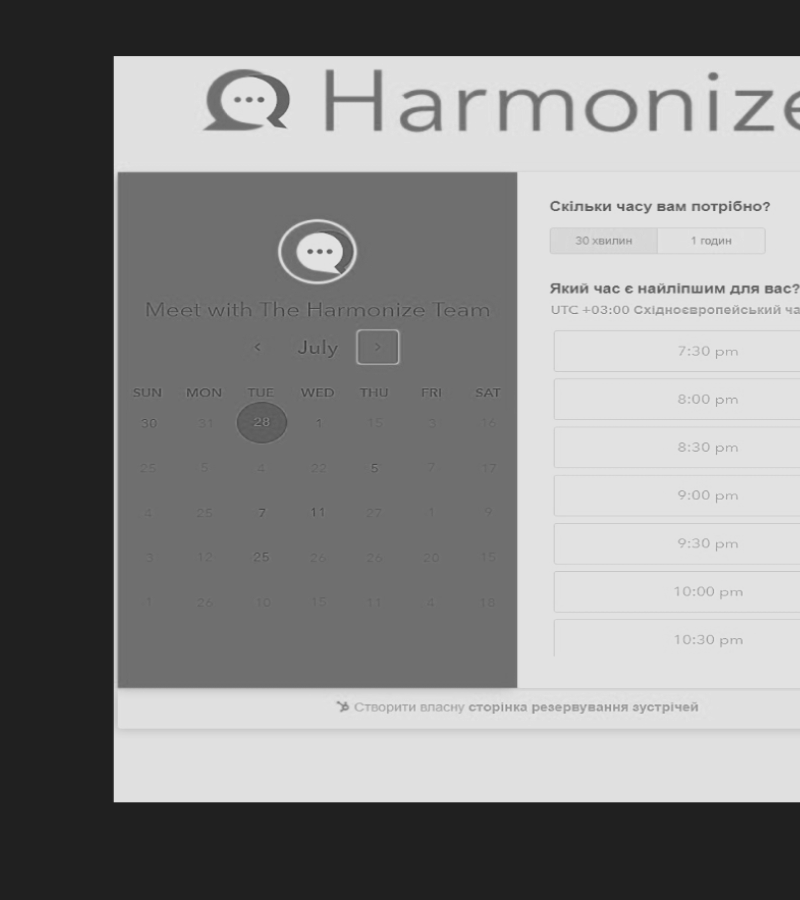 Harmonize
Meet with The Harmonize Team
July
SUN MON TUE WED THU FRI SAT
30 31 28 1 15 3 16
25 5 4 22 5 7 17
4 25 7 11 27 1 9
3 12 25 26 26 20 15
1 26 10 15 11 4 18
Скільки часу вам потрібно?
30 хвилин 1 годин
Який час є найліпшим для вас?
UTC +03:00 Східноєвропейський ча
7:30 pm
8:00 pm
8:30 pm
9:00 pm
9:30 pm
10:00 pm
10:30 pm
Створити власну сторінка резервування зустрічей